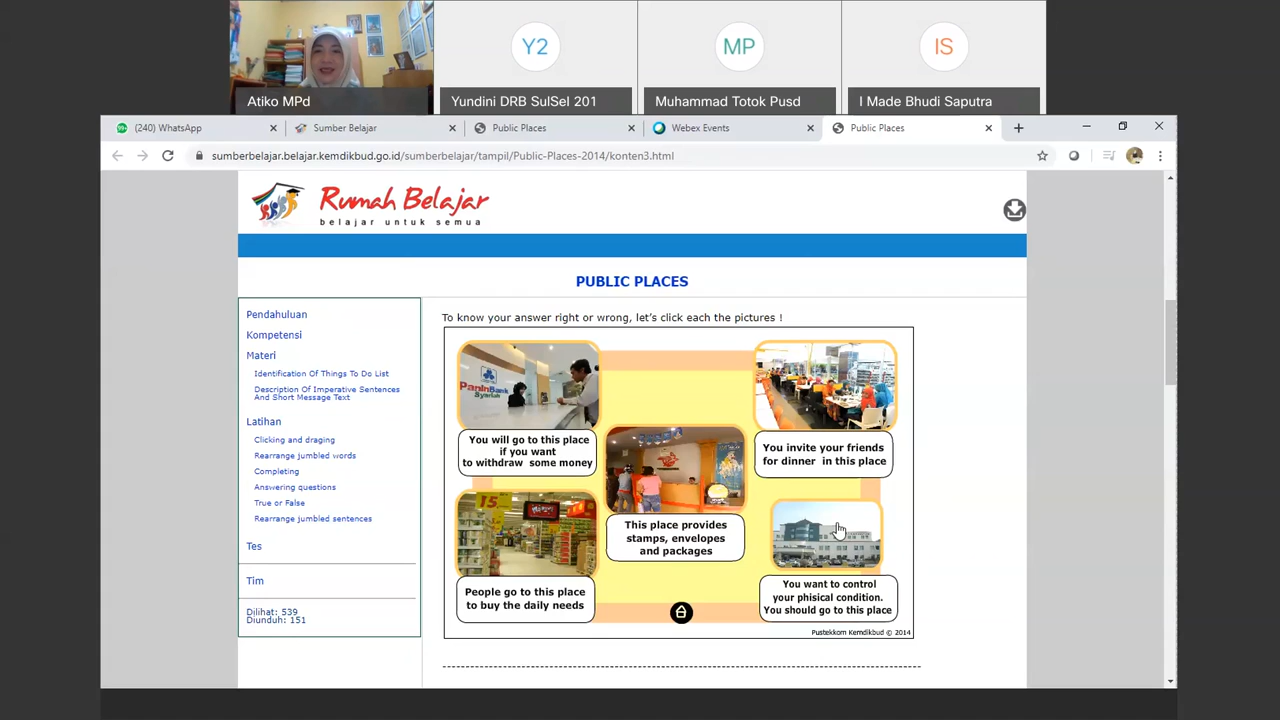 Y2
MP
IS
Atiko MPd
Yundini DRB SulSel 201
Muhammad Totok Pusd
I Made Bhudi Saputra
(240) WhatsApp
Sumber Belajar
Public Places
Webex Events
Public Places
sumberbelajar.belajar.kemdikbud.go.id/sumberbelajar/tampil/Public-Places-2014/konten3.html
Rumah Belajar
belajar untuk semua
PUBLIC PLACES
Pendahuluan
Kompetensi
Materi
Identification Of Things To Do List
Description Of Imperative Sentences
And Short Message Text
Latihan
Clicking and draging
Rearrange jumbled words
Completing
Answering questions
True or False
Rearrange jumbled sentences
Tes
Tim
Dilihat: 539
Diunduh: 151
To know your answer right or wrong, let's click each the pictures !
PaninBank
Syariah
You will go to this place
if you want
to withdraw some money
You invite your friends
for dinner in this place
This place provides
stamps, envelopes
and packages
15
People go to this place
to buy the daily needs
You want to control
your phisical condition.
You should go to this place
Pustekkom Kemdikbud © 2014